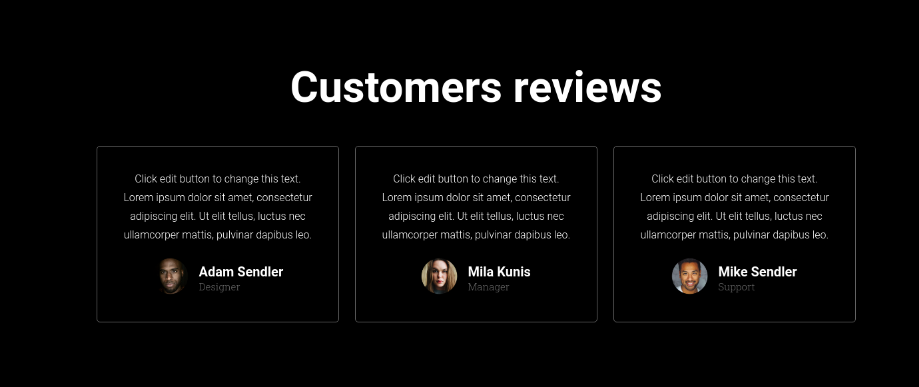 Customers reviews
Click edit button to change this text.
Lorem ipsum dolor sit amet, consectetur
adipiscing elit. Ut elit tellus, luctus nec
ullamcorper mattis, pulvinar dapibus leo.
Adam Sendler
Designer
Click edit button to change this text.
Lorem ipsum dolor sit amet, consectetur
adipiscing elit. Ut elit tellus, luctus nec
ullamcorper mattis, pulvinar dapibus leo.
Mila Kunis
Manager
Click edit button to change this text.
Lorem ipsum dolor sit amet, consectetur
adipiscing elit. Ut elit tellus, luctus nec
ullamcorper mattis, pulvinar dapibus leo.
Mike Sendler
Support